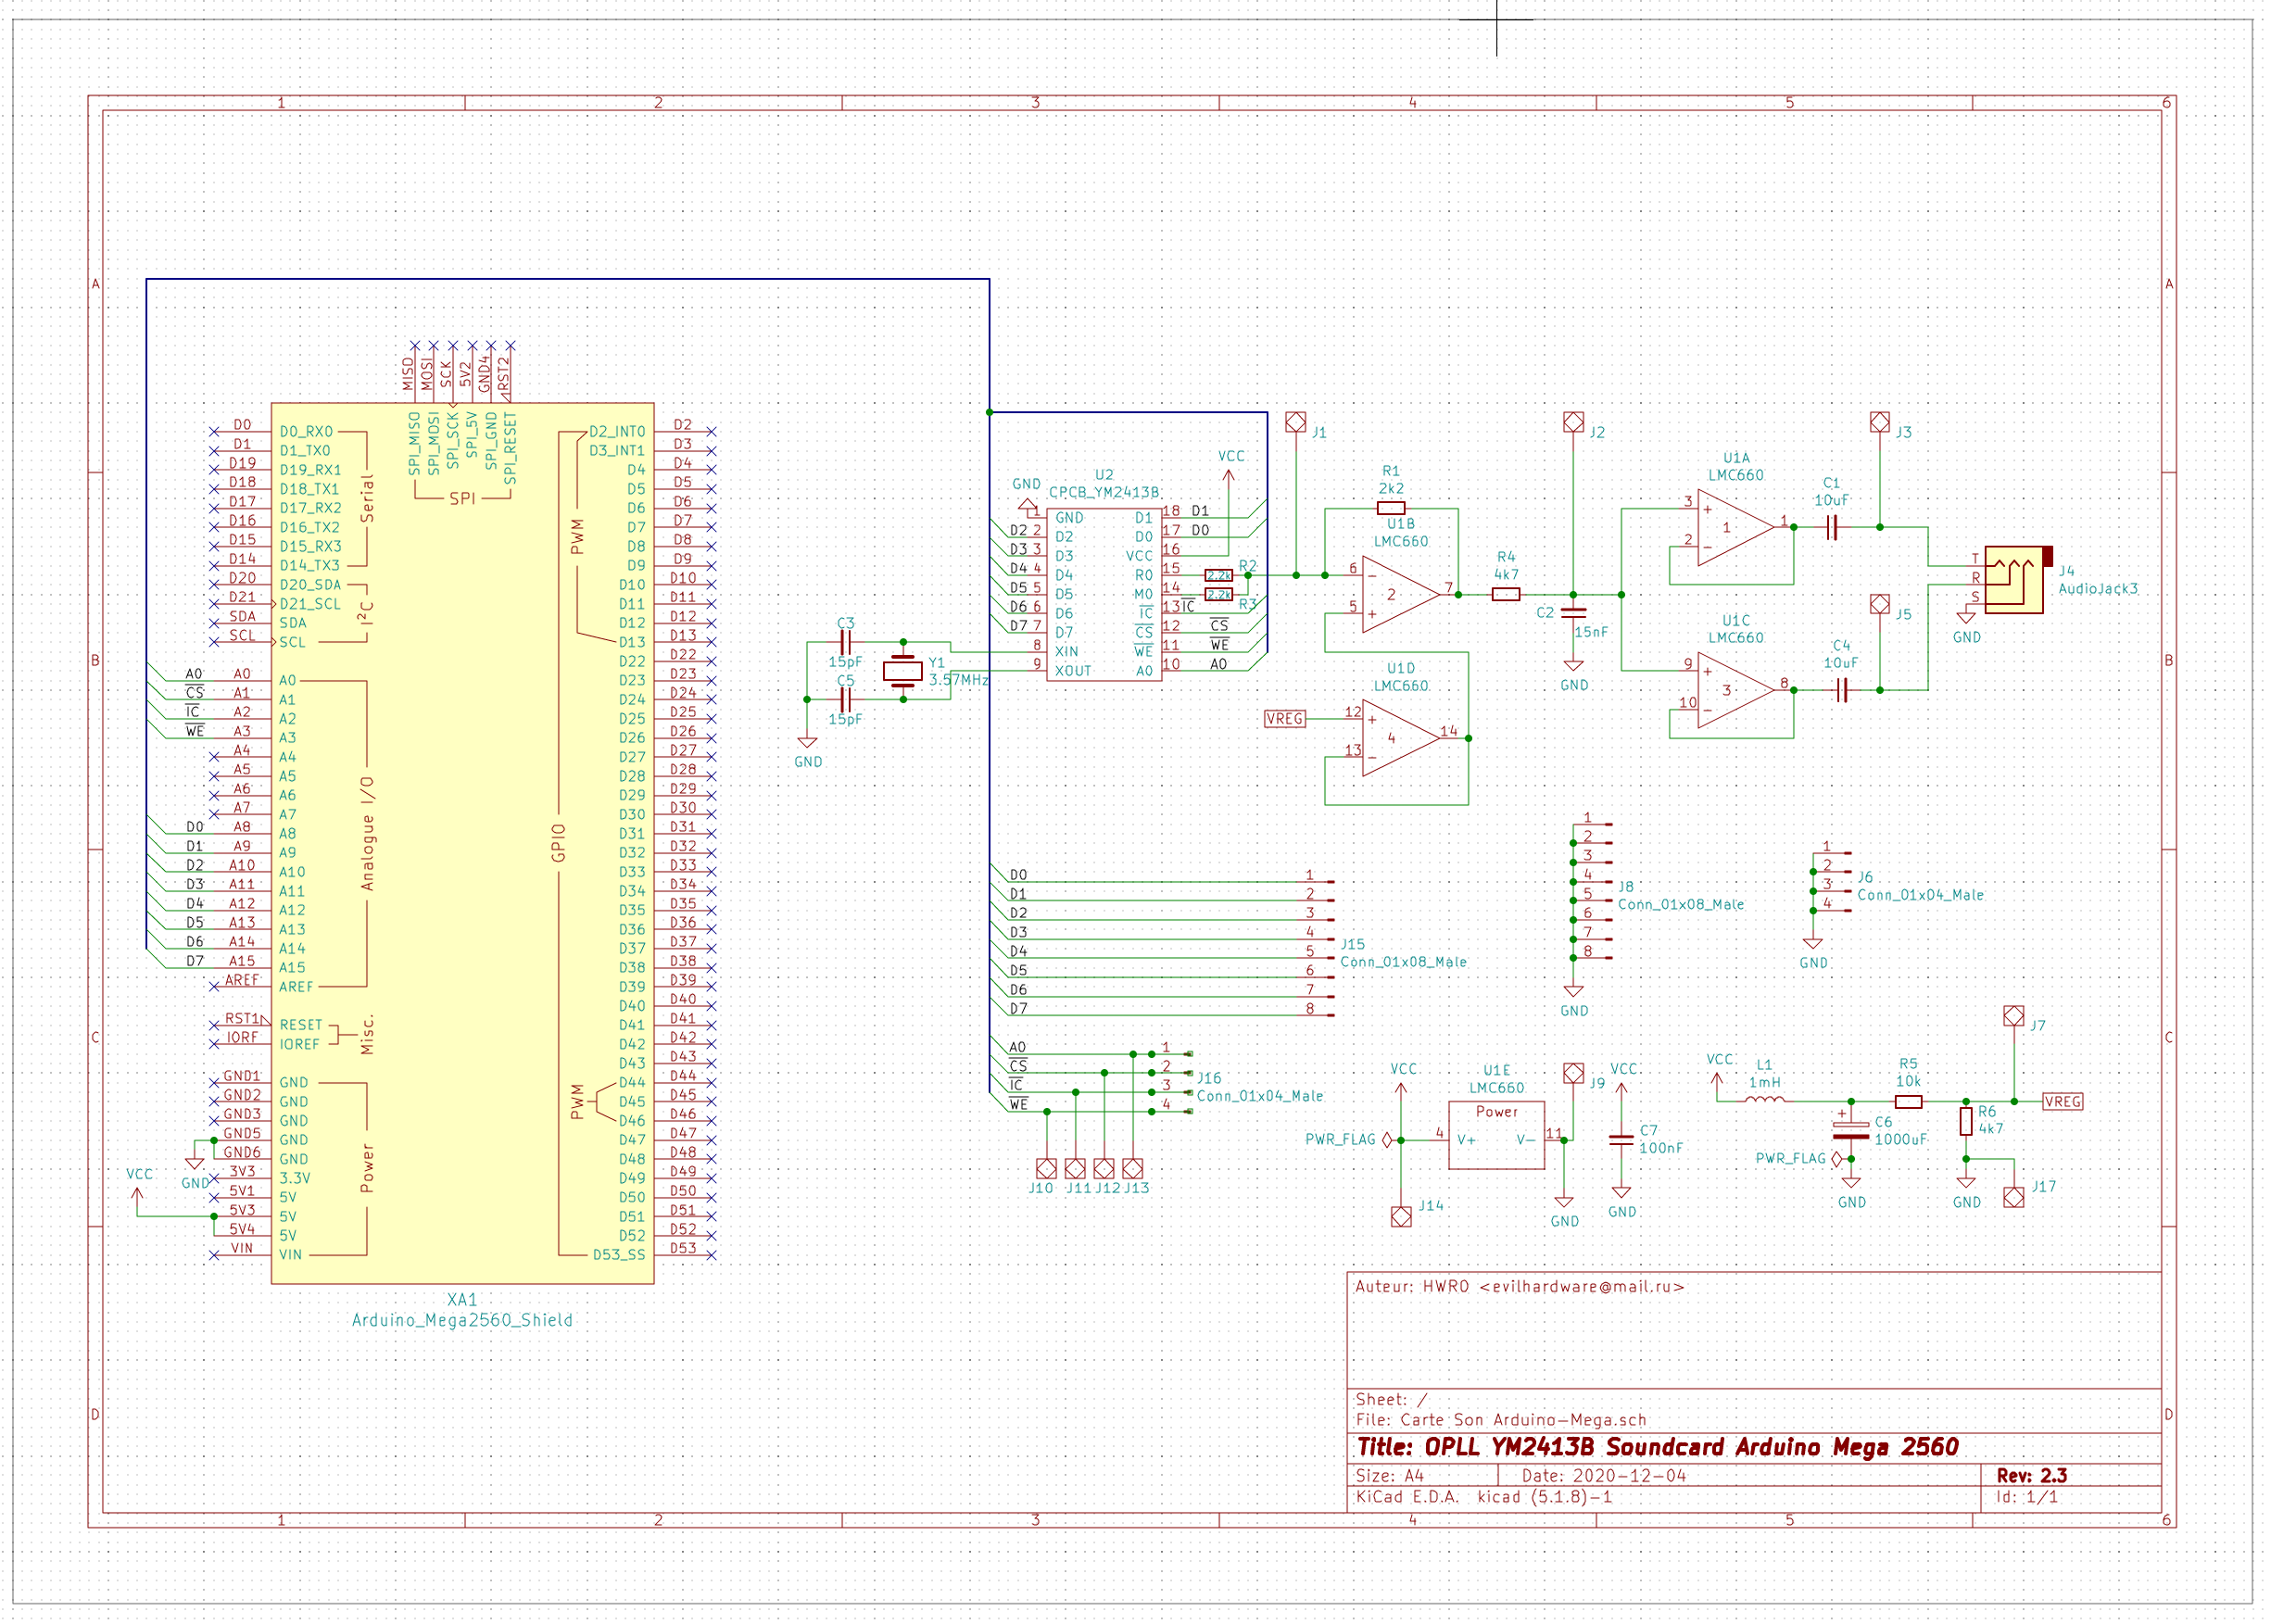 1 2 3 4 5 6
A
B
C
D
MISO
MOSI
SCK
5V2
GND4
RST2
SPI_MISO
SPI_MOSI
SPI_SCK
SPI_5V
SPI_GND
SPI_RESET
SPI
Serial
I²C
PWM
GPIO
Analogue I/O
Misc.
Power
PWM
D0 D0_RX0
D1 D1_TX0
D19 D19_RX1
D18 D18_TX1
D17 D17_RX2
D16 D16_TX2
D15 D15_RX3
D14 D14_TX3
D20 D20_SDA
D21 D21_SCL
SDA SDA
SCL SCL
A0 A0 A0
CS A1 A1
IC A2 A2
WE A3 A3
A4 A4
A5 A5
A6 A6
A7 A7
D0 A8 A8
D1 A9 A9
D2 A10 A10
D3 A11 A11
D4 A12 A12
D5 A13 A13
D6 A14 A14
D7 A15 A15
AREF AREF
RST1 RESET
IORF IOREF
GND1 GND
GND2 GND
GND3 GND
GND5 GND
GND6 GND
3V3 3.3V
5V1 5V
5V3 5V
5V4 5V
VIN VIN
VCC
GND
D2_INT0 D2
D3_INT1 D3
D4 D4
D5 D5
D6 D6
D7 D7
D8 D8
D9 D9
D10 D10
D11 D11
D12 D12
D13 D13
D22 D22
D23 D23
D24 D24
D25 D25
D26 D26
D27 D27
D28 D28
D29 D29
D30 D30
D31 D31
D32 D32
D33 D33
D34 D34
D35 D35
D36 D36
D37 D37
D38 D38
D39 D39
D40 D40
D41 D41
D42 D42
D43 D43
D44 D44
D45 D45
D46 D46
D47 D47
D48 D48
D49 D49
D50 D50
D51 D51
D52 D52
D53_SS D53
XA1
Arduino_Mega2560_Shield
C3
15pF
C5
15pF
Y1
3.57MHz
GND
U2
CPCB_YM2413B
GND
VCC
1 GND D1 18 D1
D2 2 D2 D0 17 D0
D3 3 D3 VCC 16
D4 4 D4 RO 15 2.2k R2
D5 5 D5 MO 14 2.2k R3
D6 6 D6 IC 13 IC
D7 7 D7 CS 12 CS
8 XIN WE 11 WE
9 XOUT A0 10 A0
J1
R1
2k2
U1B
LMC660
6
5
7
2
U1D
LMC660
VREG
12
13
14
4
R4
4k7
J2
C2
15nF
GND
U1A
LMC660
3
2
1
1
C1
10uF
J3
U1C
LMC660
9
10
8
3
C4
10uF
J5
T
R
S
J4
AudioJack3
GND
D0 1
D1 2
D2 3
D3 4
D4 5
D5 6
D6 7
D7 8
J15
Conn_01x08_Male
A0 1
CS 2
IC 3
WE 4
J16
Conn_01x04_Male
J10 J11 J12 J13
1
2
3
4
5
6
7
8
J8
Conn_01x08_Male
GND
1
2
3
4
J6
Conn_01x04_Male
GND
VCC
PWR_FLAG
J14
U1E
LMC660
Power
4 V+ V- 11
J9
GND
VCC
C7
100nF
GND
VCC
L1
1mH
PWR_FLAG
C6
1000uF
GND
R5
10k
R6
4k7
GND
J7
VREG
J17
Auteur: HWRO <evilhardware@mail.ru>
Sheet: /
File: Carte Son Arduino-Mega.sch
Title: OPLL YM2413B Soundcard Arduino Mega 2560
Size: A4 Date: 2020-12-04 Rev: 2.3
KiCad E.D.A. kicad (5.1.8)-1 Id: 1/1
A
B
C
D
1 2 3 4 5 6